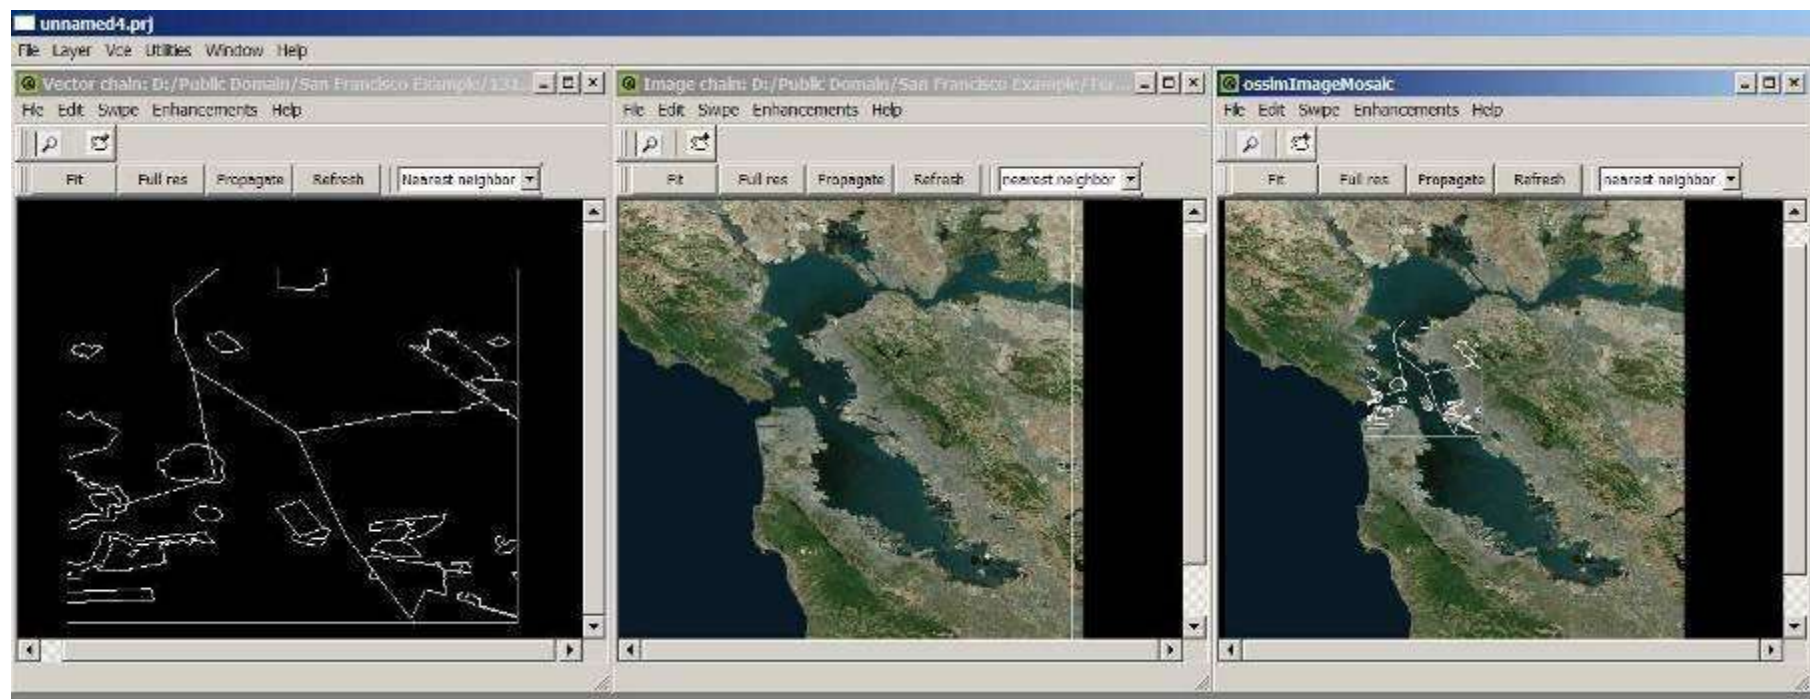 unnamed4.prj
File Layer Vce Utilities Window Help
Vector chain: D:/Public Domain/San Francisco Example/131
File Edit Swipe Enhancements Help
Fit Full res Propagate Refresh Nearest neighbor
Image chain: D:/Public Domain/San Francisco Example/Tor...
File Edit Swipe Enhancements Help
Fit Full res Propagate Refresh nearest neighbor
ossimImageMosaic
File Edit Swipe Enhancements Help
Fit Full res Propagate Refresh nearest neighbor